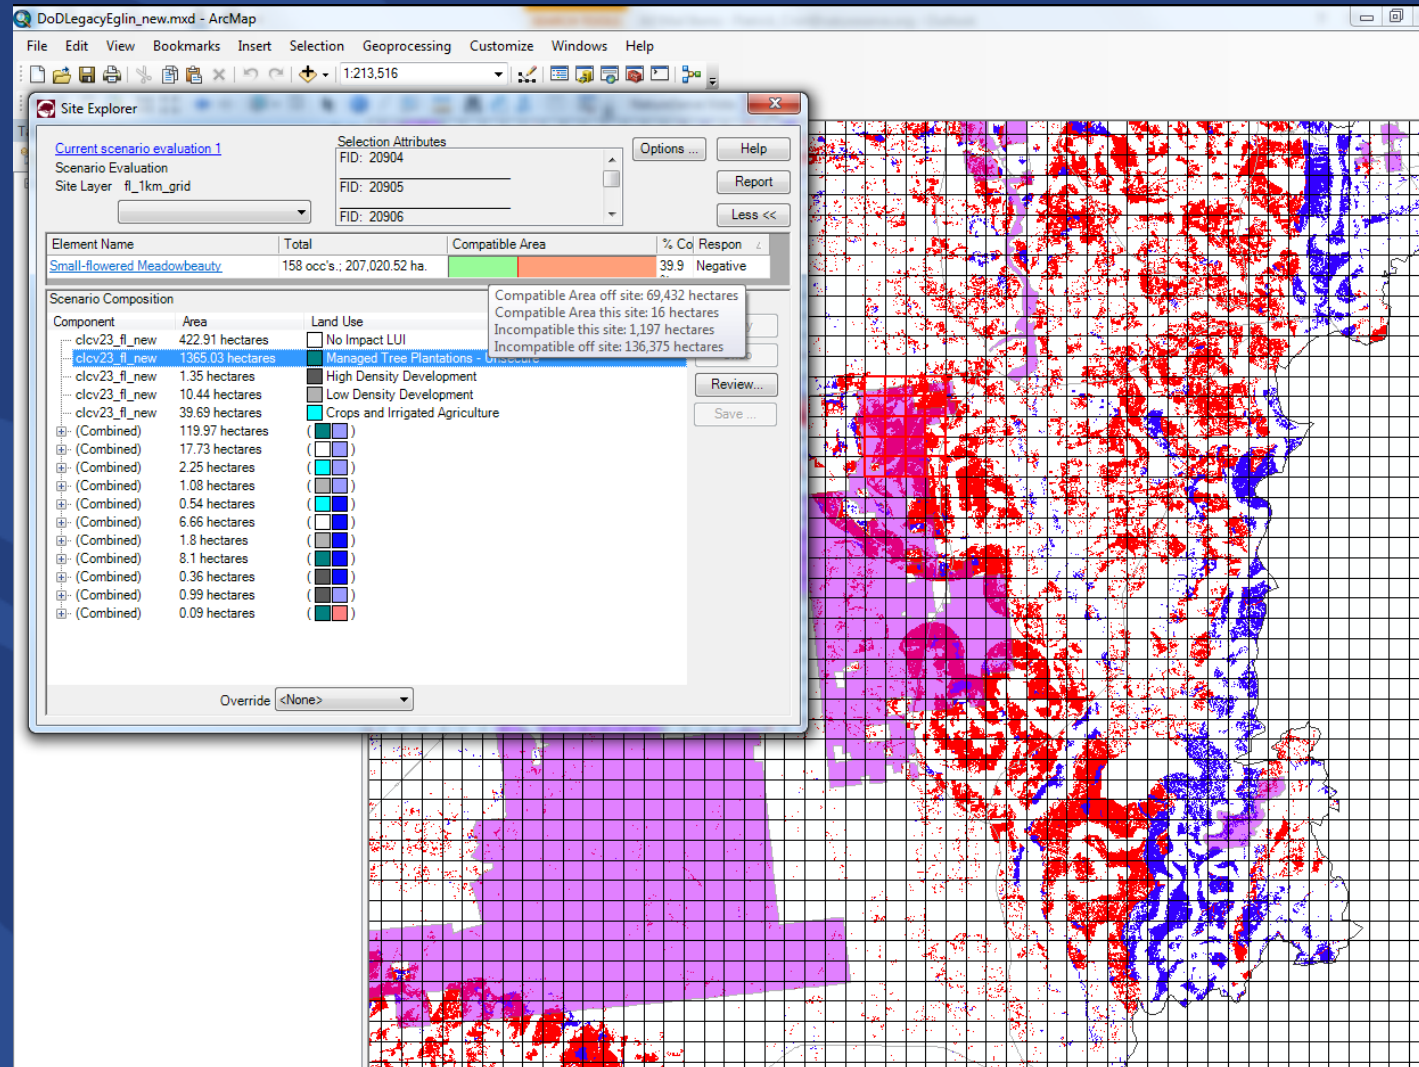 DoDLegacyEglin_new.mxd - ArcMap
File Edit View Bookmarks Insert Selection Geoprocessing Customize Windows Help
1:213,516
Site Explorer
Current scenario evaluation 1
Scenario Evaluation
Site Layer fl_1km_grid
Selection Attributes
FID: 20904
FID: 20905
FID: 20906
Options ...
Help
Report
Less <<
Element Name Total Compatible Area % Co Respon
Small-flowered Meadowbeauty 158 occ's.; 207,020.52 ha. 39.9 Negative
Compatible Area off site: 69,432 hectares
Compatible Area this site: 16 hectares
Incompatible this site: 1,197 hectares
Incompatible off site: 136,375 hectares
Scenario Composition
Component Area Land Use
clcv23_fl_new 422.91 hectares No Impact LUI
clcv23_fl_new 1365.03 hectares Managed Tree Plantations - Unsecure
clcv23_fl_new 1.35 hectares High Density Development
clcv23_fl_new 10.44 hectares Low Density Development
clcv23_fl_new 39.69 hectares Crops and Irrigated Agriculture
(Combined) 119.97 hectares ( )
(Combined) 17.73 hectares ( )
(Combined) 2.25 hectares ( )
(Combined) 1.08 hectares ( )
(Combined) 0.54 hectares ( )
(Combined) 6.66 hectares ( )
(Combined) 1.8 hectares ( )
(Combined) 8.1 hectares ( )
(Combined) 0.36 hectares ( )
(Combined) 0.99 hectares ( )
(Combined) 0.09 hectares ( )
Review...
Save ...
Override <None>